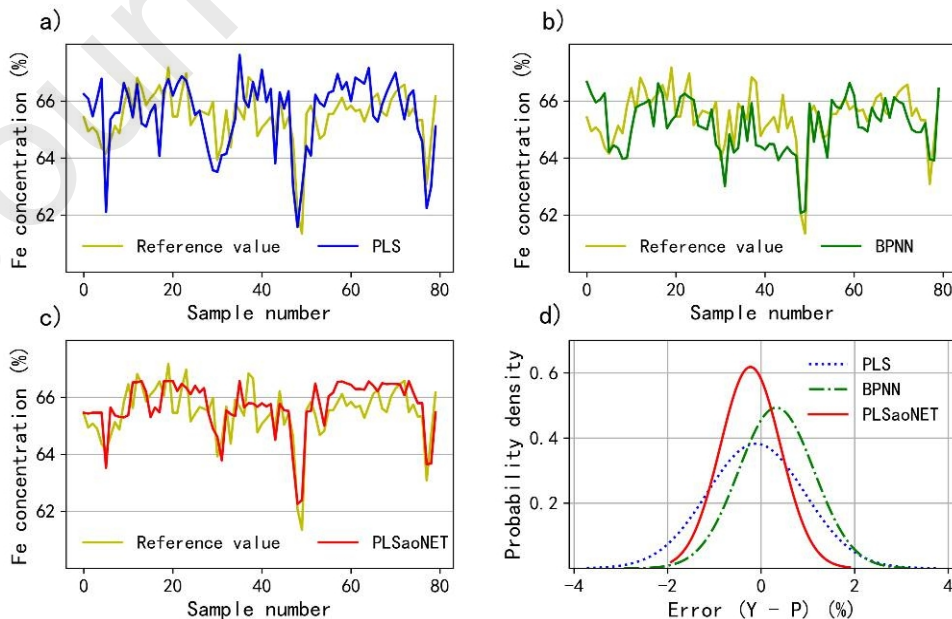 a)
Fe concentration (%)
66
64
62
Reference value
PLS
0 20 40 60 80
Sample number
b)
Fe concentration (%)
66
64
62
Reference value
BPNN
0 20 40 60 80
Sample number
c)
Fe concentration (%)
66
64
62
Reference value
PLSaoNET
0 20 40 60 80
Sample number
d)
Probability density
0.6
0.4
0.2
PLS
BPNN
PLSaoNET
−4 −2 0 2 4
Error (Y - P) (%)